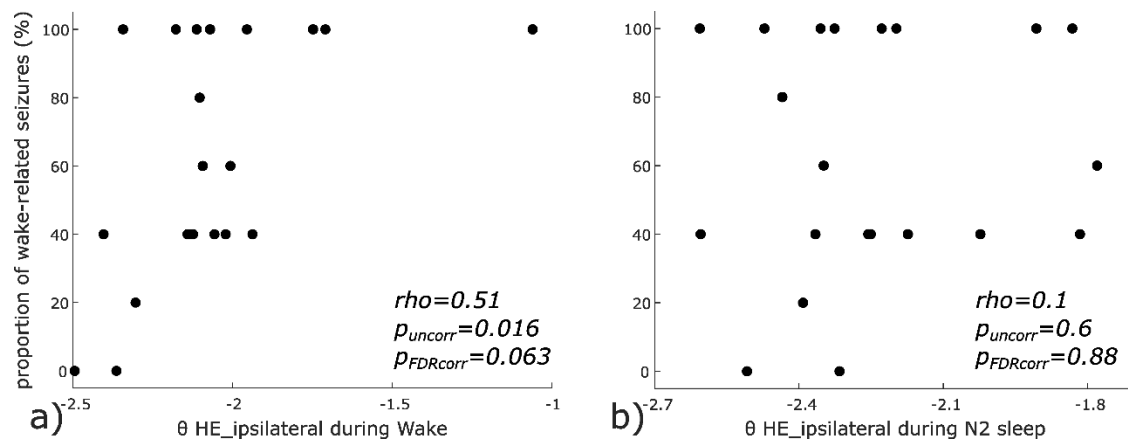 proportion of wake-related seizures (%)
100
80
60
40
20
0
-2.5
-2
-1.5
-1
θ HE_ipsilateral during Wake
rho=0.51
p_uncorr=0.016
p_FDRcorr=0.063
a)
100
80
60
40
20
0
-2.7
-2.4
-2.1
-1.8
θ HE_ipsilateral during N2 sleep
rho=0.1
p_uncorr=0.6
p_FDRcorr=0.88
b)